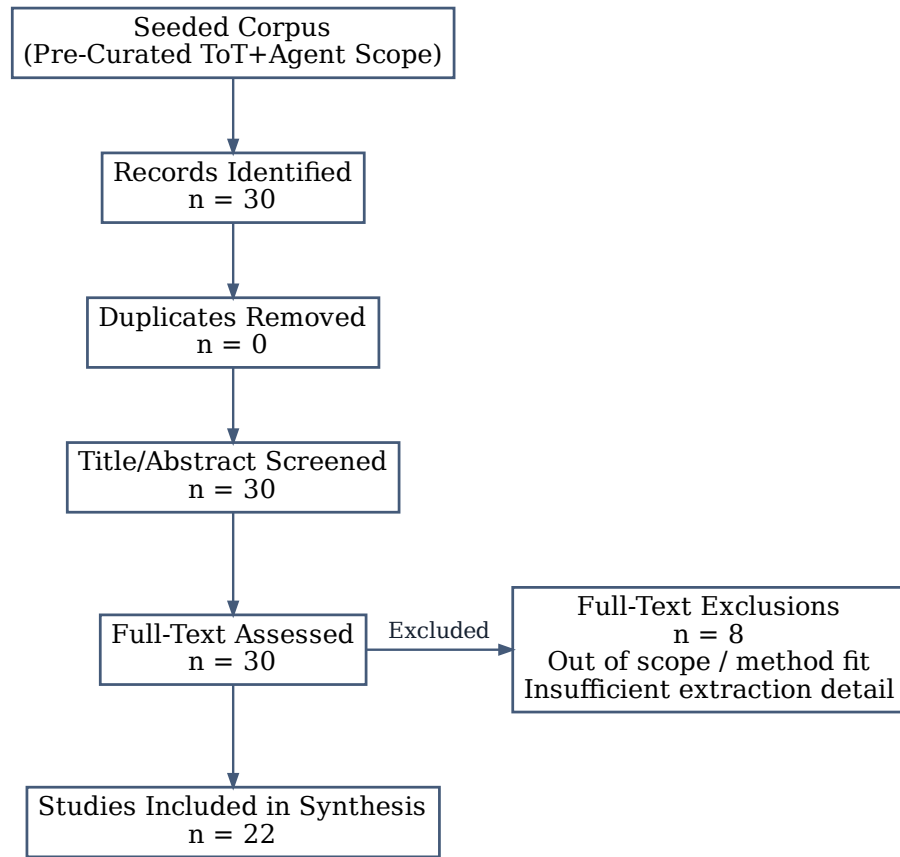 Seeded Corpus
(Pre-Curated ToT+Agent Scope)
Records Identified
n = 30
Duplicates Removed
n = 0
Title/Abstract Screened
n = 30
Full-Text Assessed
n = 30
Excluded
Full-Text Exclusions
n = 8
Out of scope / method fit
Insufficient extraction detail
Studies Included in Synthesis
n = 22